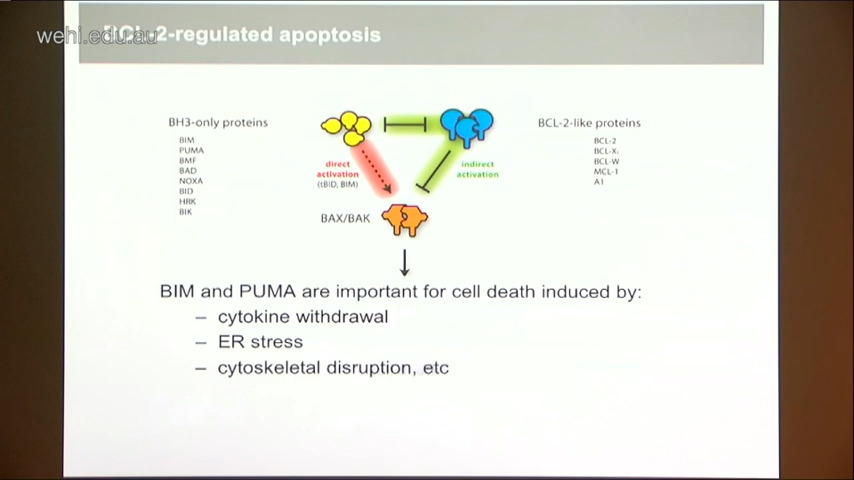 wehi.edu.au
BCL-2-regulated apoptosis
BH3-only proteins
BIM
PUMA
BMF
BAD
NOXA
BID
HRK
BIK
direct
activation
(tBID, BIM)
indirect
activation
BCL-2-like proteins
BCL-2
BCL-XL
BCL-W
MCL-1
A1
BAX/BAK
BIM and PUMA are important for cell death induced by:
– cytokine withdrawal
– ER stress
– cytoskeletal disruption, etc